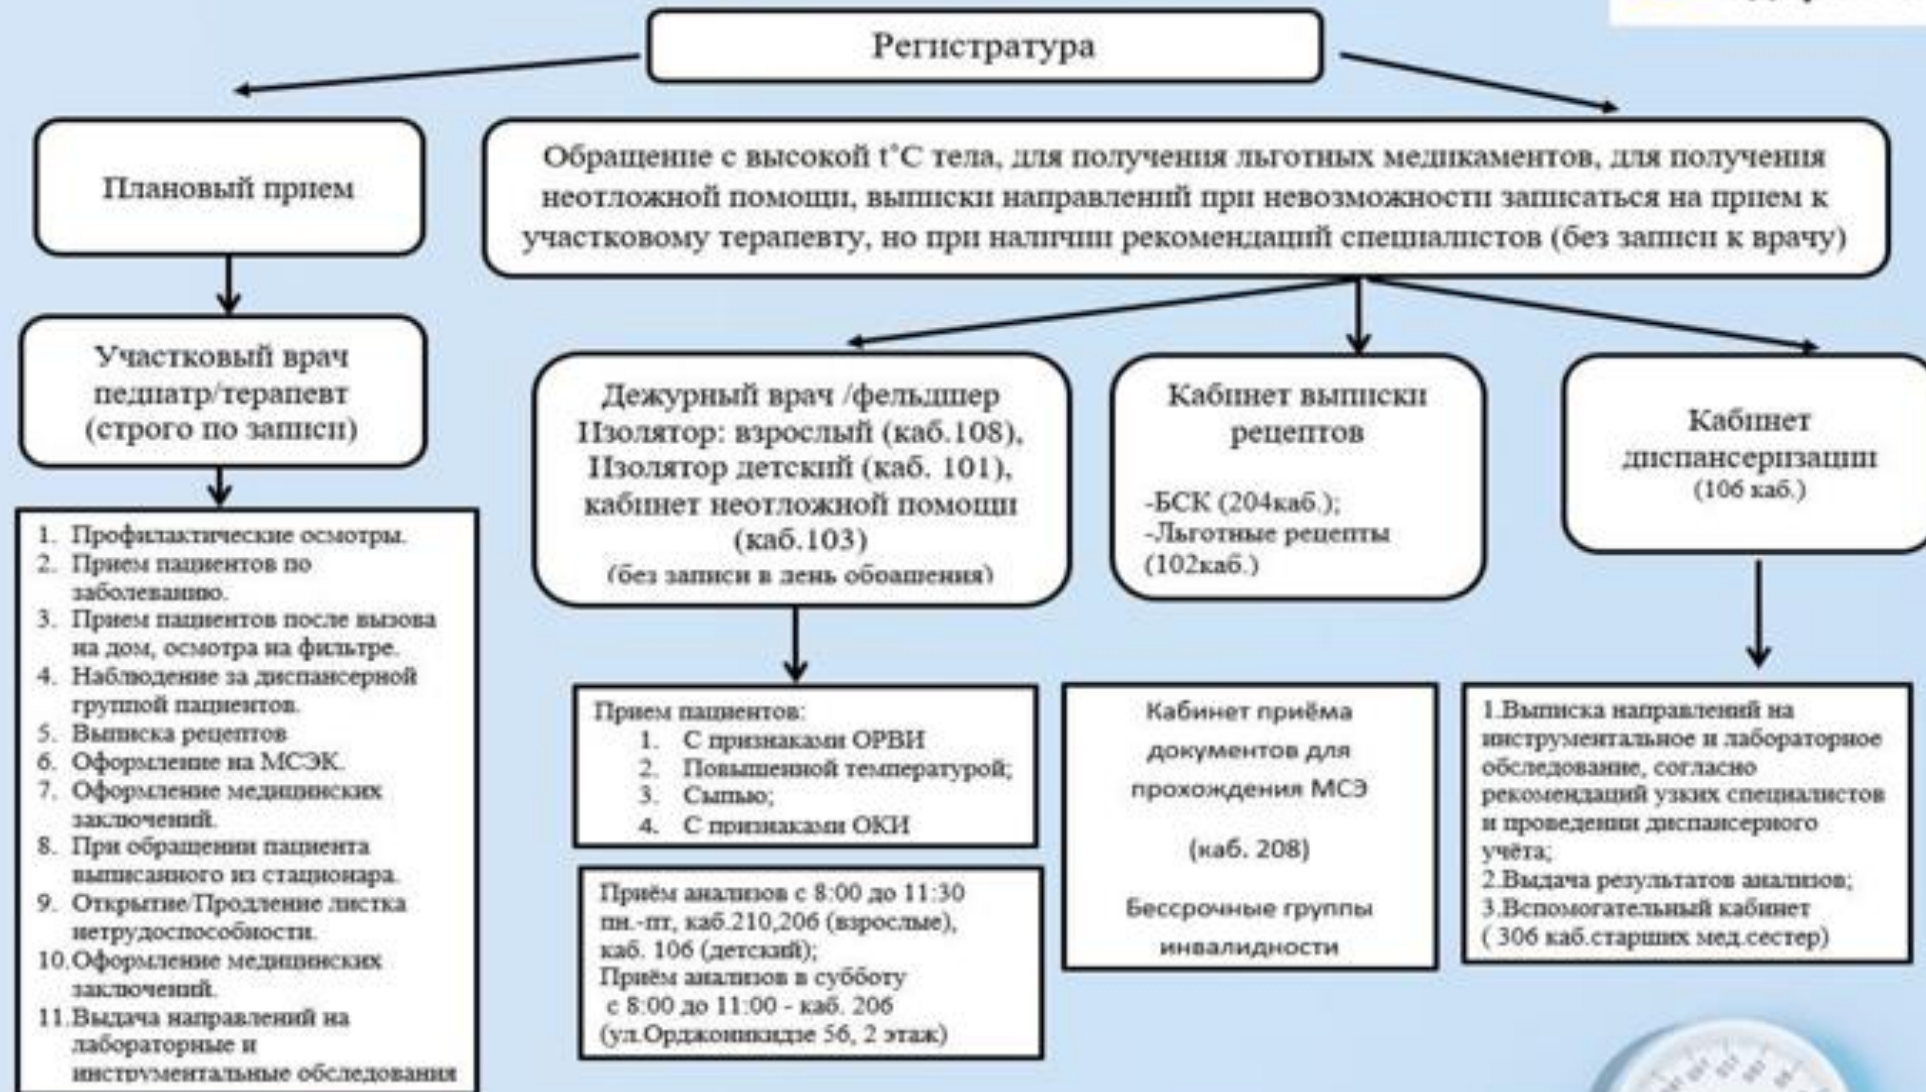 Регистратура
Плановый прием
Обращение с высокой t°C тела, для получения льготных медикаментов, для получения
неотложной помощи, выписки направлений при невозможности записаться на прием к
участковому терапевту, но при наличии рекомендаций специалистов (без записи к врачу)
Участковый врач
педиатр/терапевт
(строго по записи)
Дежурный врач /фельдшер
Изолятор: взрослый (каб.108),
Изолятор детский (каб. 101),
кабинет неотложной помощи
(каб.103)
(без записи в день обращения)
Кабинет выписки
рецептов
-БСК (204каб.);
-Льготные рецепты
(102каб.)
Кабинет
диспансеризации
(106 каб.)
1. Профилактические осмотры.
2. Прием пациентов по
заболеванию.
3. Прием пациентов после вызова
на дом, осмотра на фильтре.
4. Наблюдение за диспансерной
группой пациентов.
5. Выписка рецептов
6. Оформление на МСЭК.
7. Оформление медицинских
заключений.
8. При обращении пациента
выписанного из стационара.
9. Открытие/Продление листка
нетрудоспособности.
10.Оформление медицинских
заключений.
11.Выдача направлений на
лабораторные и
инструментальные обследования
Прием пациентов:
1. С признаками ОРВИ
2. Повышенной температурой;
3. Сыпью;
4. С признаками ОКИ
Приём анализов с 8:00 до 11:30
пн.-пт, каб.210,206 (взрослые),
каб. 106 (детский);
Приём анализов в субботу
с 8:00 до 11:00 - каб. 206
(ул.Орджоникидзе 56, 2 этаж)
Кабинет приёма
документов для
прохождения МСЭ
(каб. 208)
Бессрочные группы
инвалидности
1.Выписка направлений на
инструментальное и лабораторное
обследование, согласно
рекомендаций узких специалистов
и проведении диспансерного
учёта;
2.Выдача результатов анализов;
3.Вспомогательный кабинет
( 306 каб.старших мед.сестер)